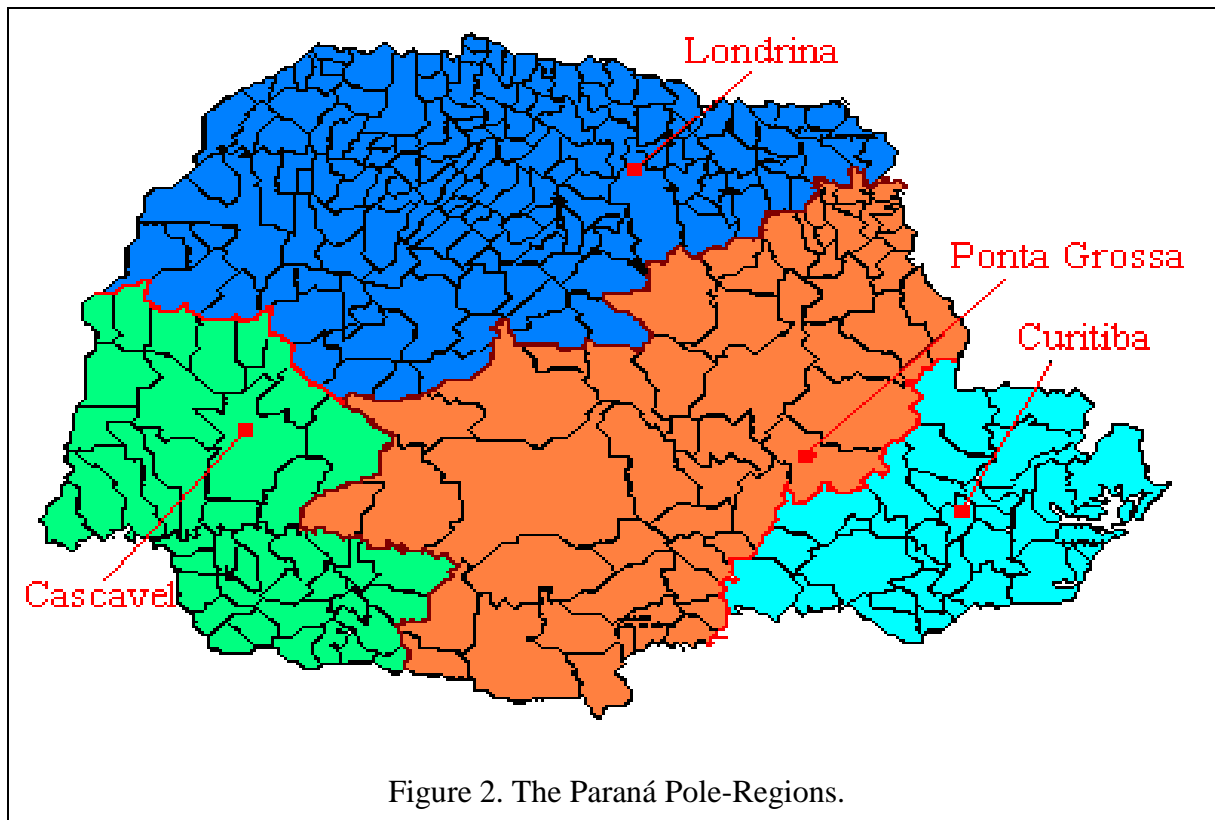 Londrina
Ponta Grossa
Curitiba
Cascavel
Figure 2. The Paraná Pole-Regions.